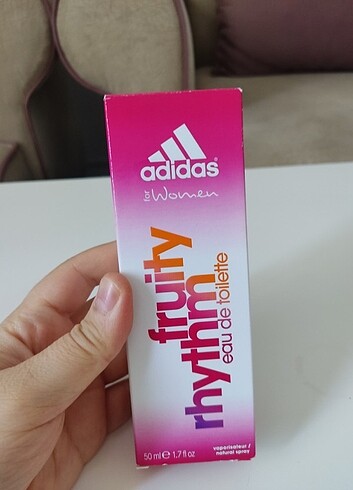 adidas
for Women
fruity
rhythm
eau de toilette
50 ml ℮ 1.7 fl oz
vaporisateur /
natural spray